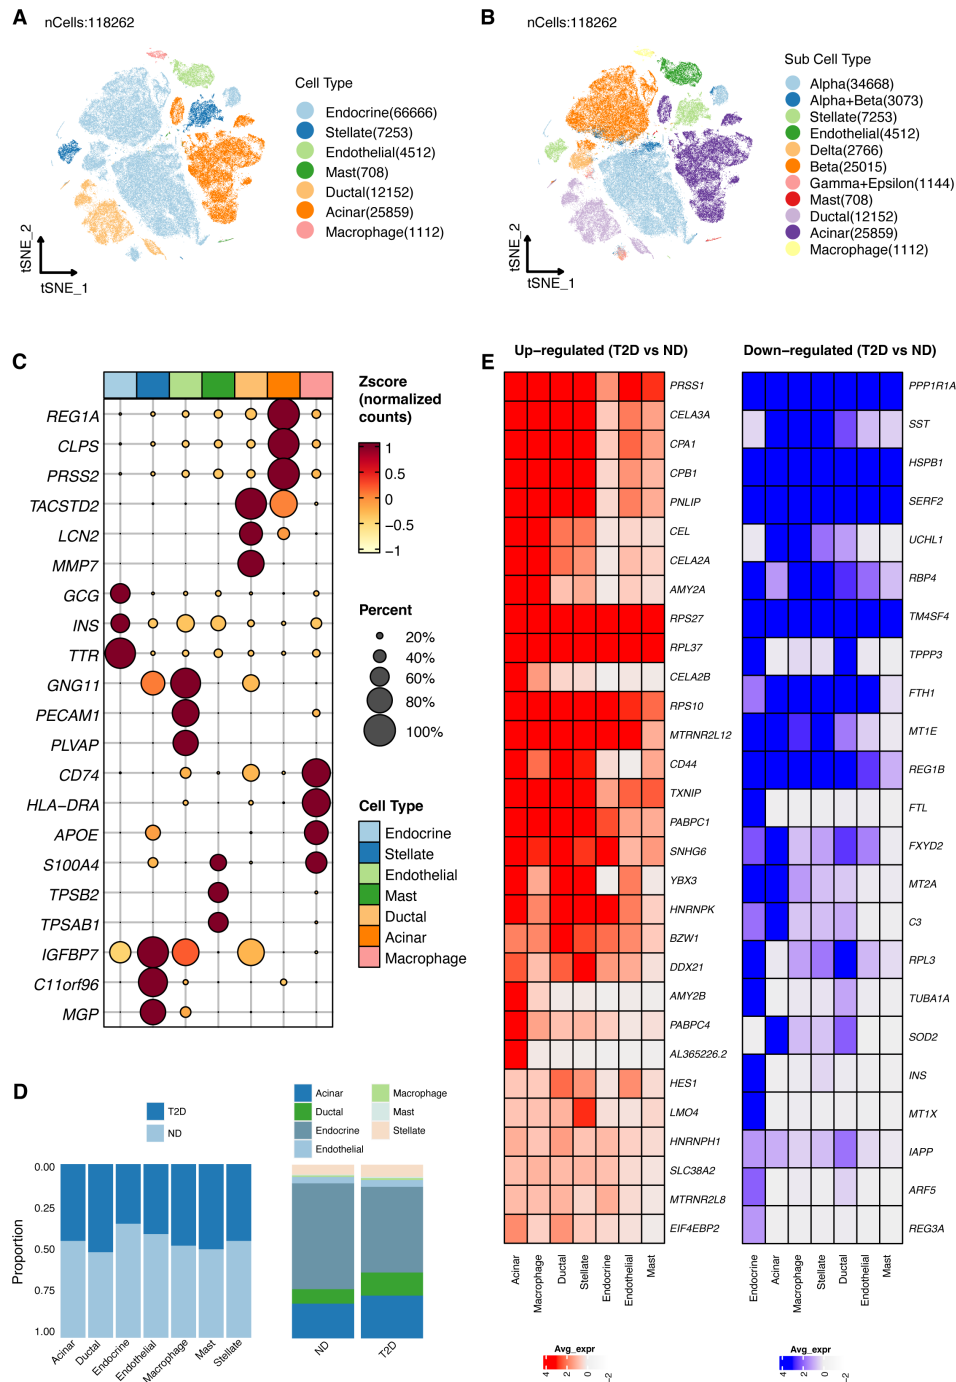 A
nCells:118262
Cell Type
Endocrine(66666)
Stellate(7253)
Endothelial(4512)
Mast(708)
Ductal(12152)
Acinar(25859)
Macrophage(1112)
tSNE_2
tSNE_1
B
nCells:118262
Sub Cell Type
Alpha(34668)
Alpha+Beta(3073)
Stellate(7253)
Endothelial(4512)
Delta(2766)
Beta(25015)
Gamma+Epsilon(1144)
Mast(708)
Ductal(12152)
Acinar(25859)
Macrophage(1112)
tSNE_2
tSNE_1
C
REG1A
CLPS
PRSS2
TACSTD2
LCN2
MMP7
GCG
INS
TTR
GNG11
PECAM1
PLVAP
CD74
HLA−DRA
APOE
S100A4
TPSB2
TPSAB1
IGFBP7
C11orf96
MGP
Zscore
(normalized
counts)
1
0.5
0
−0.5
−1
Percent
20%
40%
60%
80%
100%
Cell Type
Endocrine
Stellate
Endothelial
Mast
Ductal
Acinar
Macrophage
D
T2D
ND
Proportion
0.00
0.25
0.50
0.75
1.00
Acinar
Ductal
Endocrine
Endothelial
Macrophage
Mast
Stellate
Acinar
Ductal
Endocrine
Endothelial
Macrophage
Mast
Stellate
ND
T2D
E
Up−regulated (T2D vs ND)
PRSS1
CELA3A
CPA1
CPB1
PNLIP
CEL
CELA2A
AMY2A
RPS27
RPL37
CELA2B
RPS10
MTRNR2L12
CD44
TXNIP
PABPC1
SNHG6
YBX3
HNRNPK
BZW1
DDX21
AMY2B
PABPC4
AL365226.2
HES1
LMO4
HNRNPH1
SLC38A2
MTRNR2L8
EIF4EBP2
Acinar
Macrophage
Ductal
Stellate
Endocrine
Endothelial
Mast
Avg_expr
4
2
0
-2
Down−regulated (T2D vs ND)
PPP1R1A
SST
HSPB1
SERF2
UCHL1
RBP4
TM4SF4
TPPP3
FTH1
MT1E
REG1B
FTL
FXYD2
MT2A
C3
RPL3
TUBA1A
SOD2
INS
MT1X
IAPP
ARF5
REG3A
Endocrine
Acinar
Macrophage
Stellate
Ductal
Endothelial
Mast
Avg_expr
4
2
0
-2